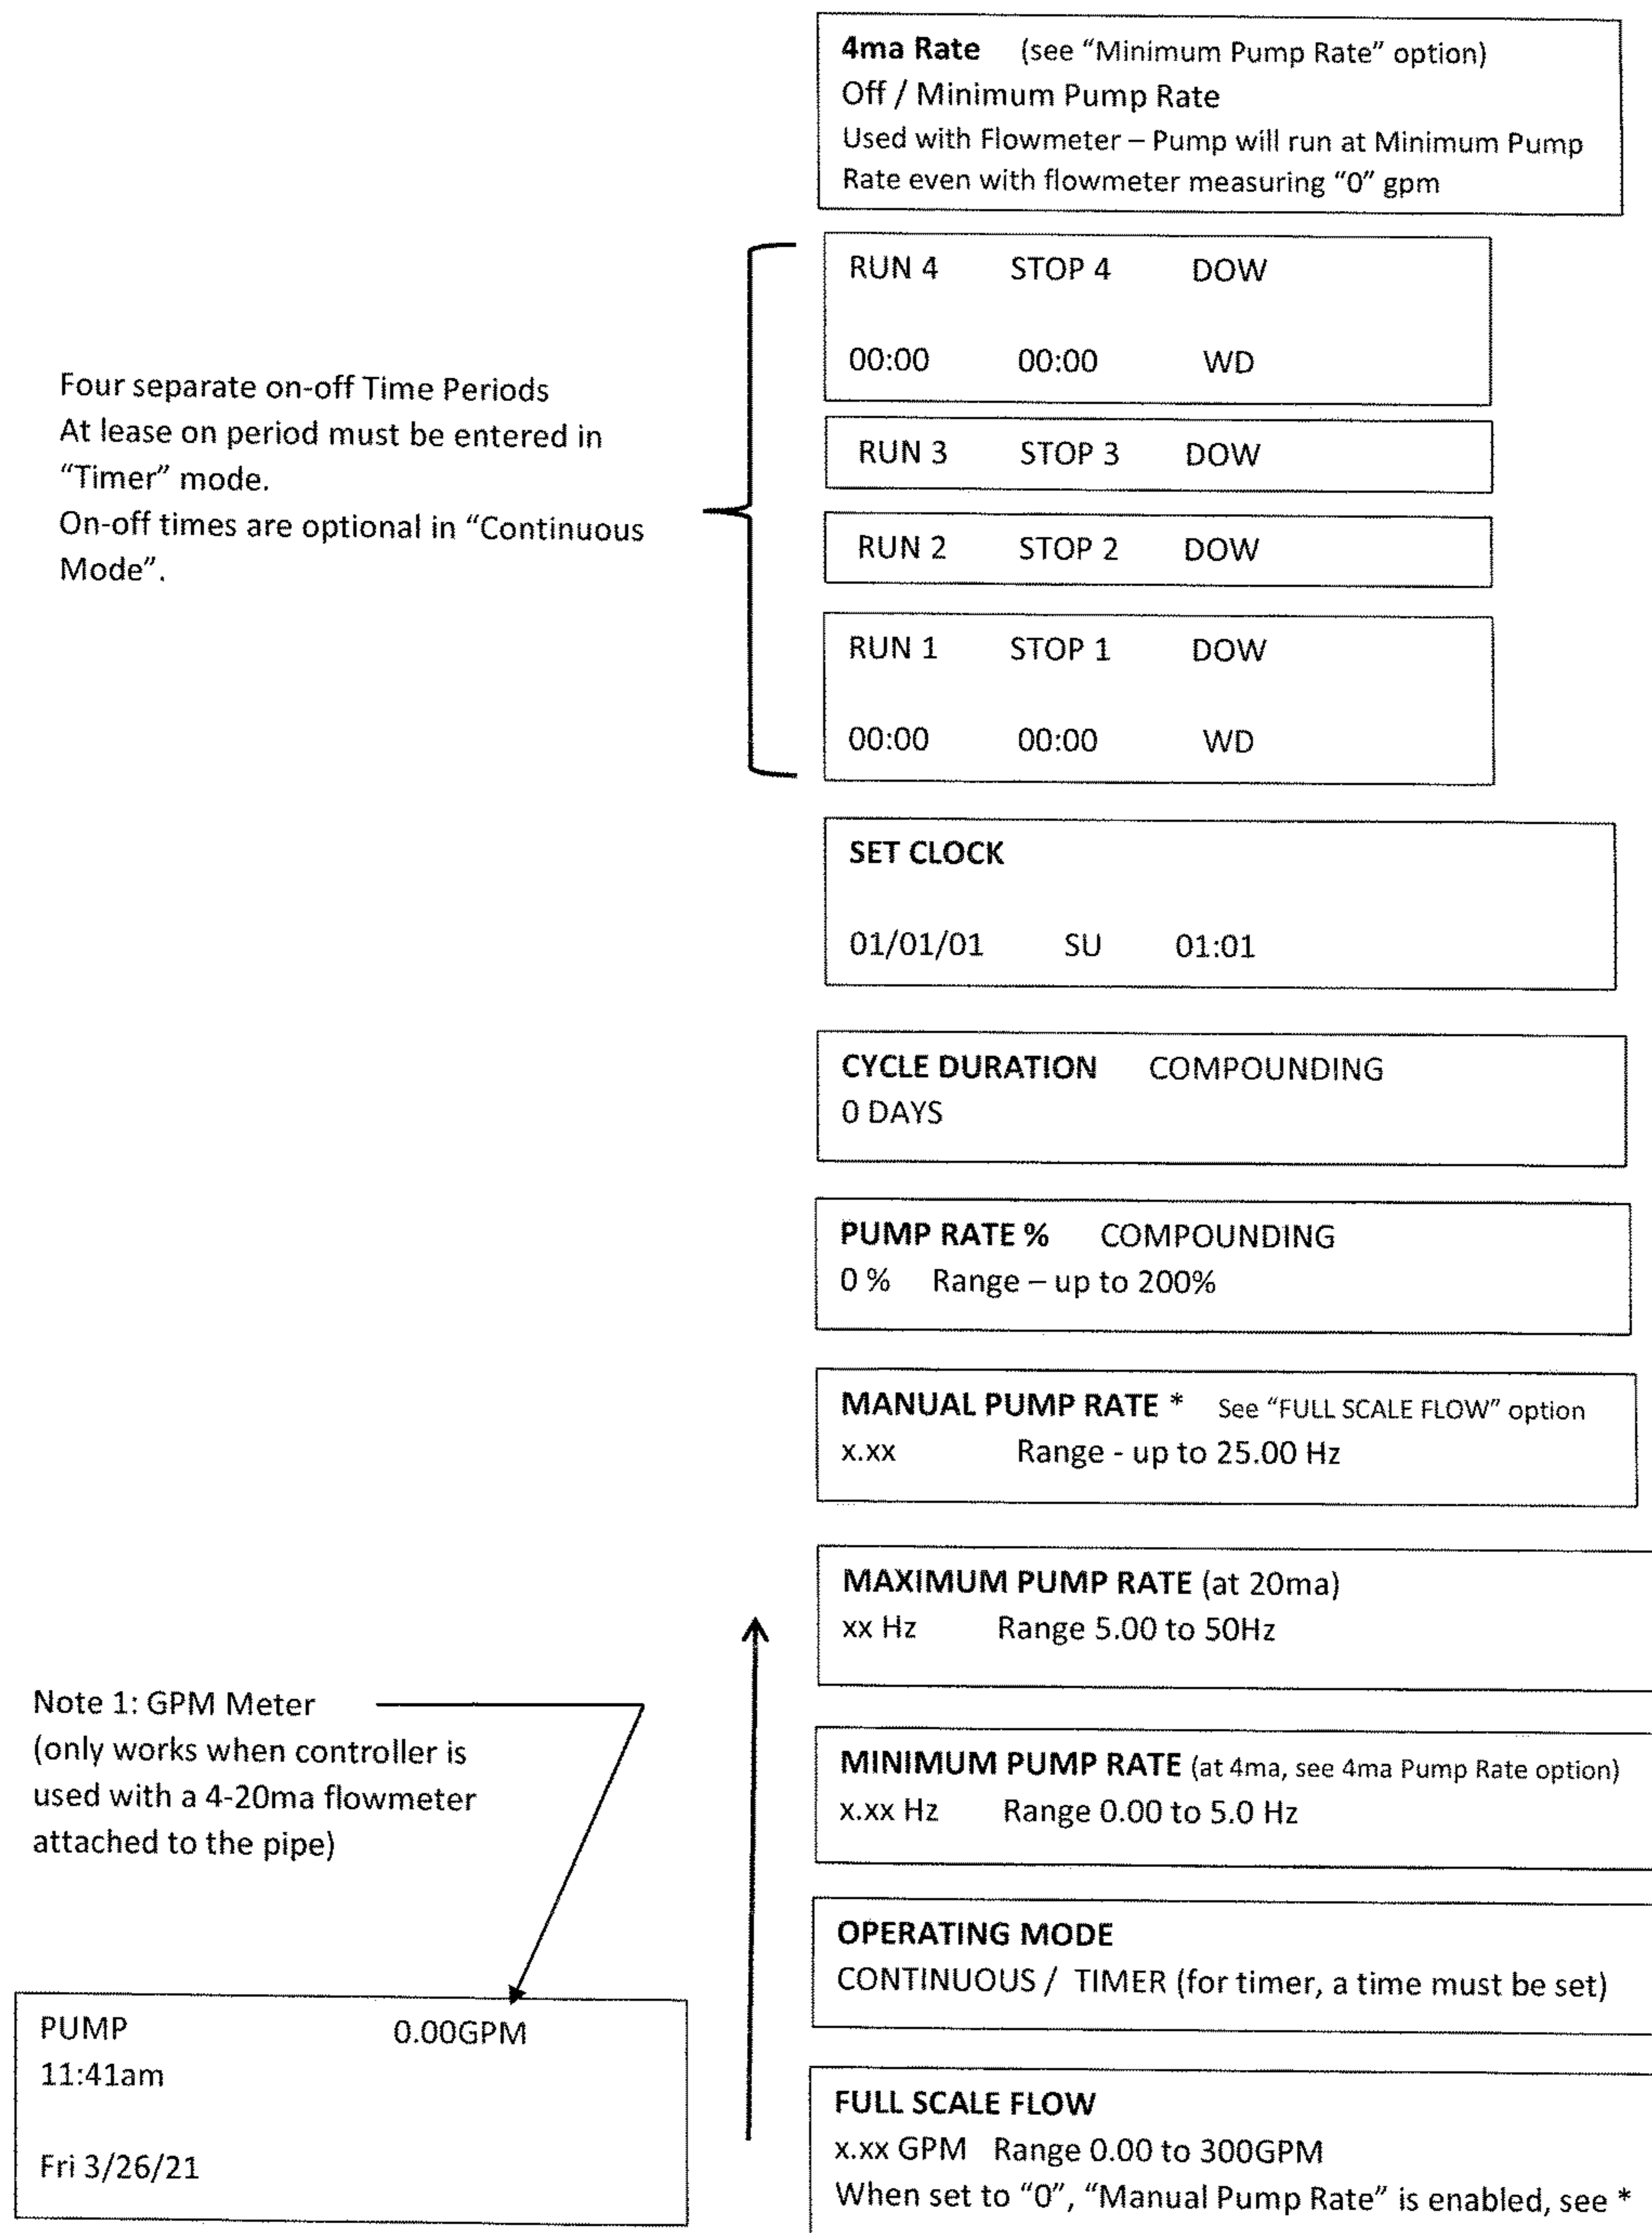 4ma Rate (see “Minimum Pump Rate” option)
Off / Minimum Pump Rate
Used with Flowmeter – Pump will run at Minimum Pump
Rate even with flowmeter measuring “0” gpm
RUN 4 STOP 4 DOW
00:00 00:00 WD
Four separate on-off Time Periods
At lease on period must be entered in
“Timer” mode.
On-off times are optional in “Continuous
Mode”.
RUN 3 STOP 3 DOW
RUN 2 STOP 2 DOW
RUN 1 STOP 1 DOW
00:00 00:00 WD
SET CLOCK
01/01/01 SU 01:01
CYCLE DURATION COMPOUNDING
0 DAYS
PUMP RATE % COMPOUNDING
0 % Range – up to 200%
MANUAL PUMP RATE * See “FULL SCALE FLOW” option
x.xx Range - up to 25.00 Hz
MAXIMUM PUMP RATE (at 20ma)
xx Hz Range 5.00 to 50Hz
Note 1: GPM Meter
(only works when controller is
used with a 4-20ma flowmeter
attached to the pipe)
MINIMUM PUMP RATE (at 4ma, see 4ma Pump Rate option)
x.xx Hz Range 0.00 to 5.0 Hz
OPERATING MODE
CONTINUOUS / TIMER (for timer, a time must be set)
PUMP 0.00GPM
11:41am
Fri 3/26/21
FULL SCALE FLOW
x.xx GPM Range 0.00 to 300GPM
When set to “0”, “Manual Pump Rate” is enabled, see *